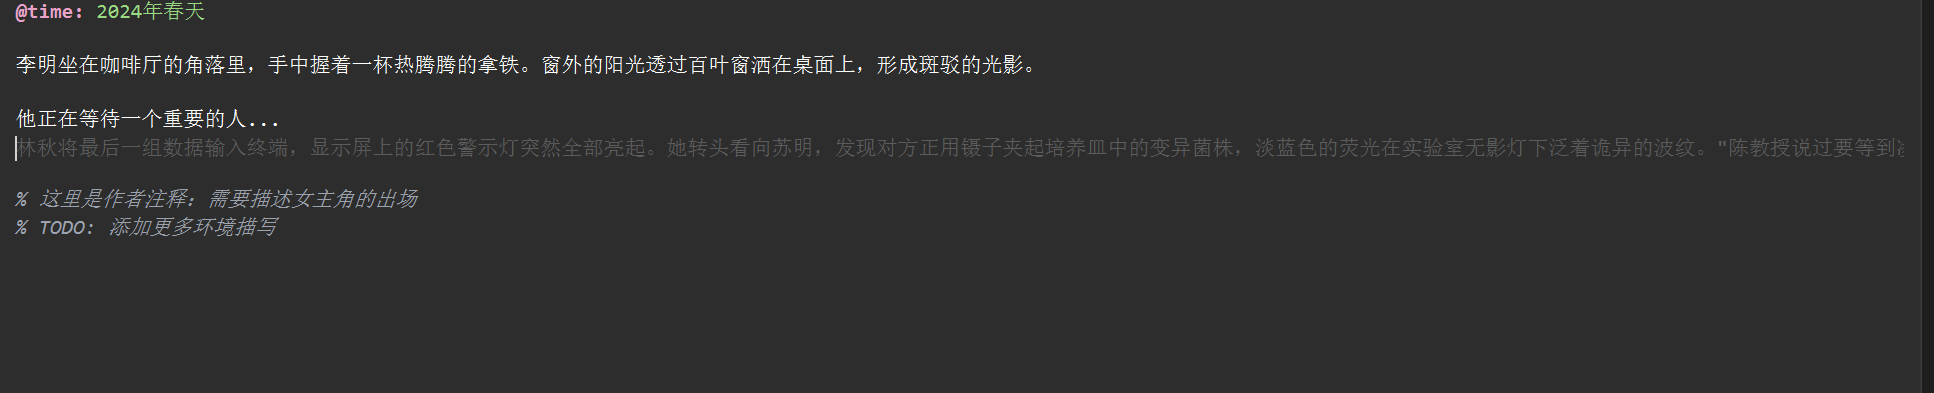 @time: 2024年春天
李明坐在咖啡厅的角落里，手中握着一杯热腾腾的拿铁。窗外的阳光透过百叶窗洒在桌面上，形成斑驳的光影。
他正在等待一个重要的人...
林秋将最后一组数据输入终端，显示屏上的红色警示灯突然全部亮起。她转头看向苏明，发现对方正用镊子夹起培养皿中的变异菌株，淡蓝色的荧光在实验室无影灯下泛着诡异的波纹。"陈教授说过要等到
% 这里是作者注释：需要描述女主角的出场
% TODO: 添加更多环境描写